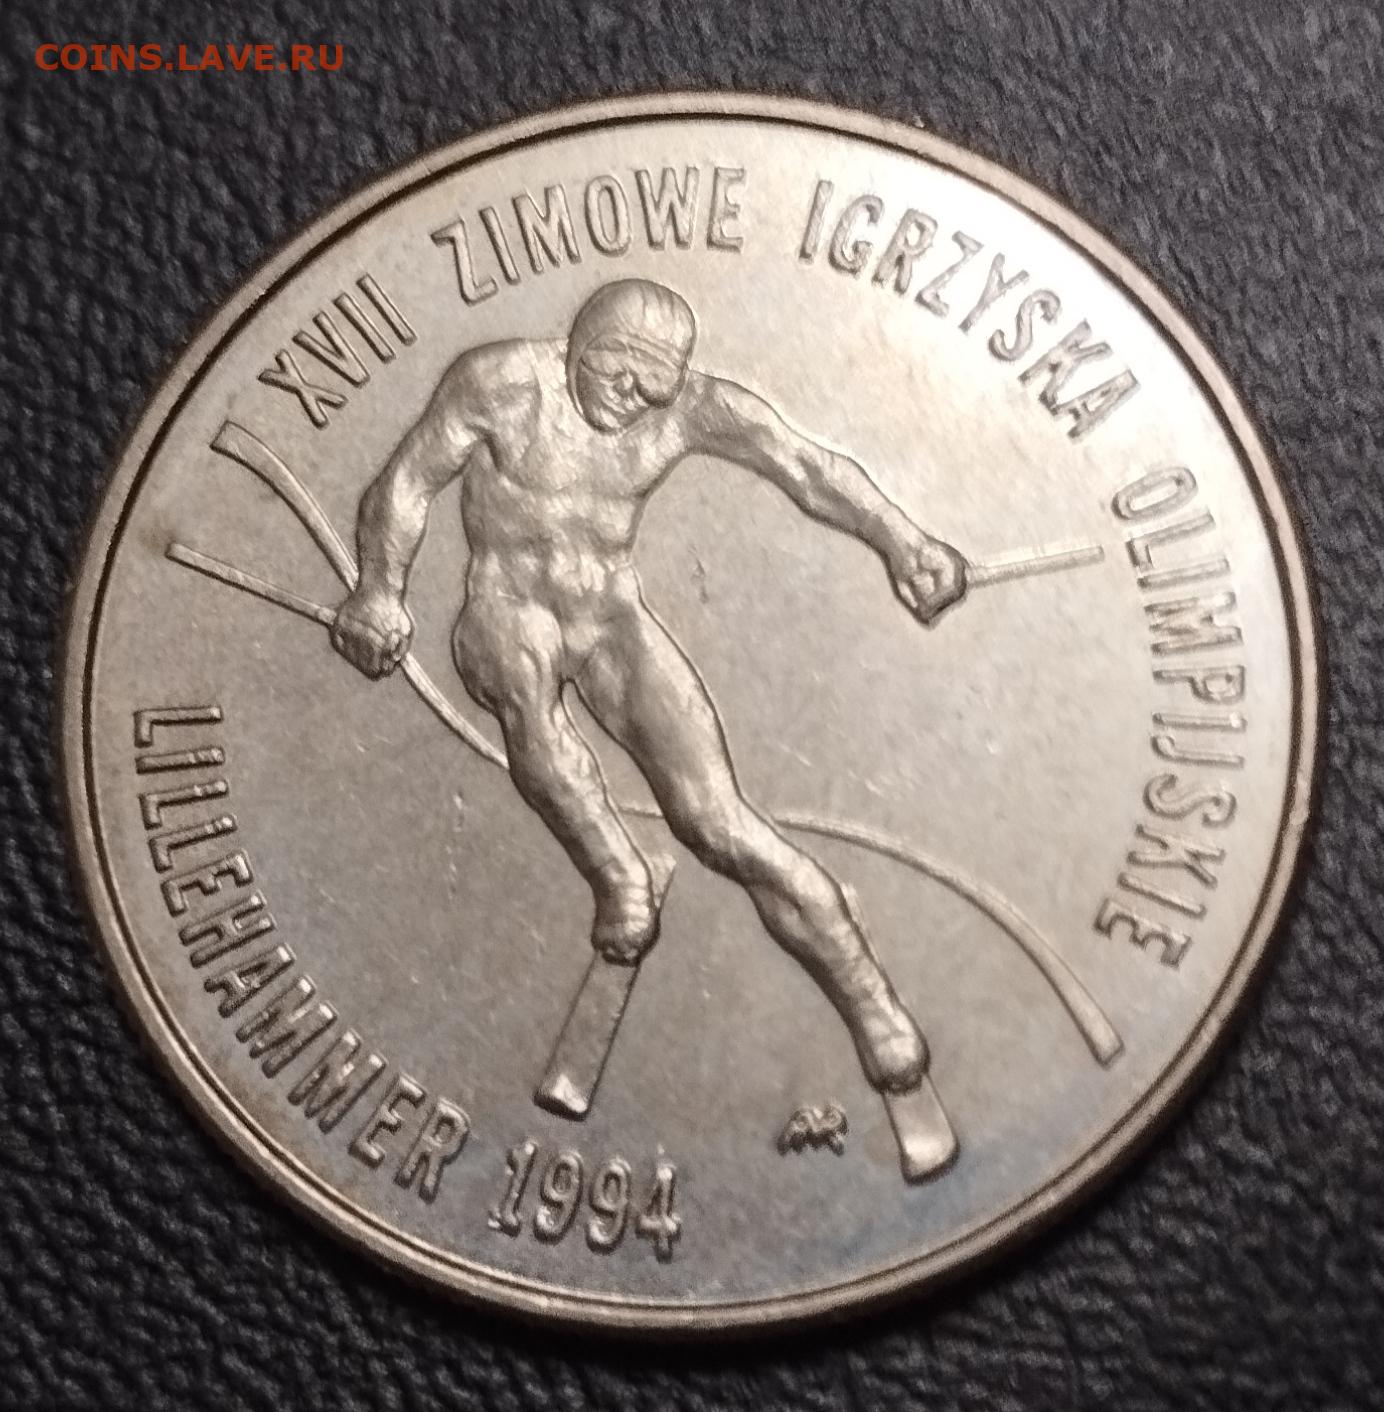 COINS.LAVE.RU
XVII ZIMOWE IGRZYSKA OLIMPIJSKIE
LILLEHAMMER 1994